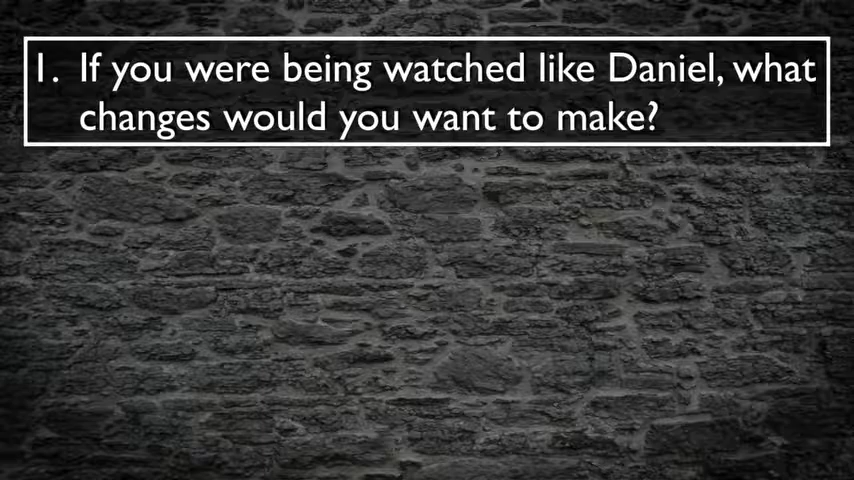 1. If you were being watched like Daniel, what
changes would you want to make?